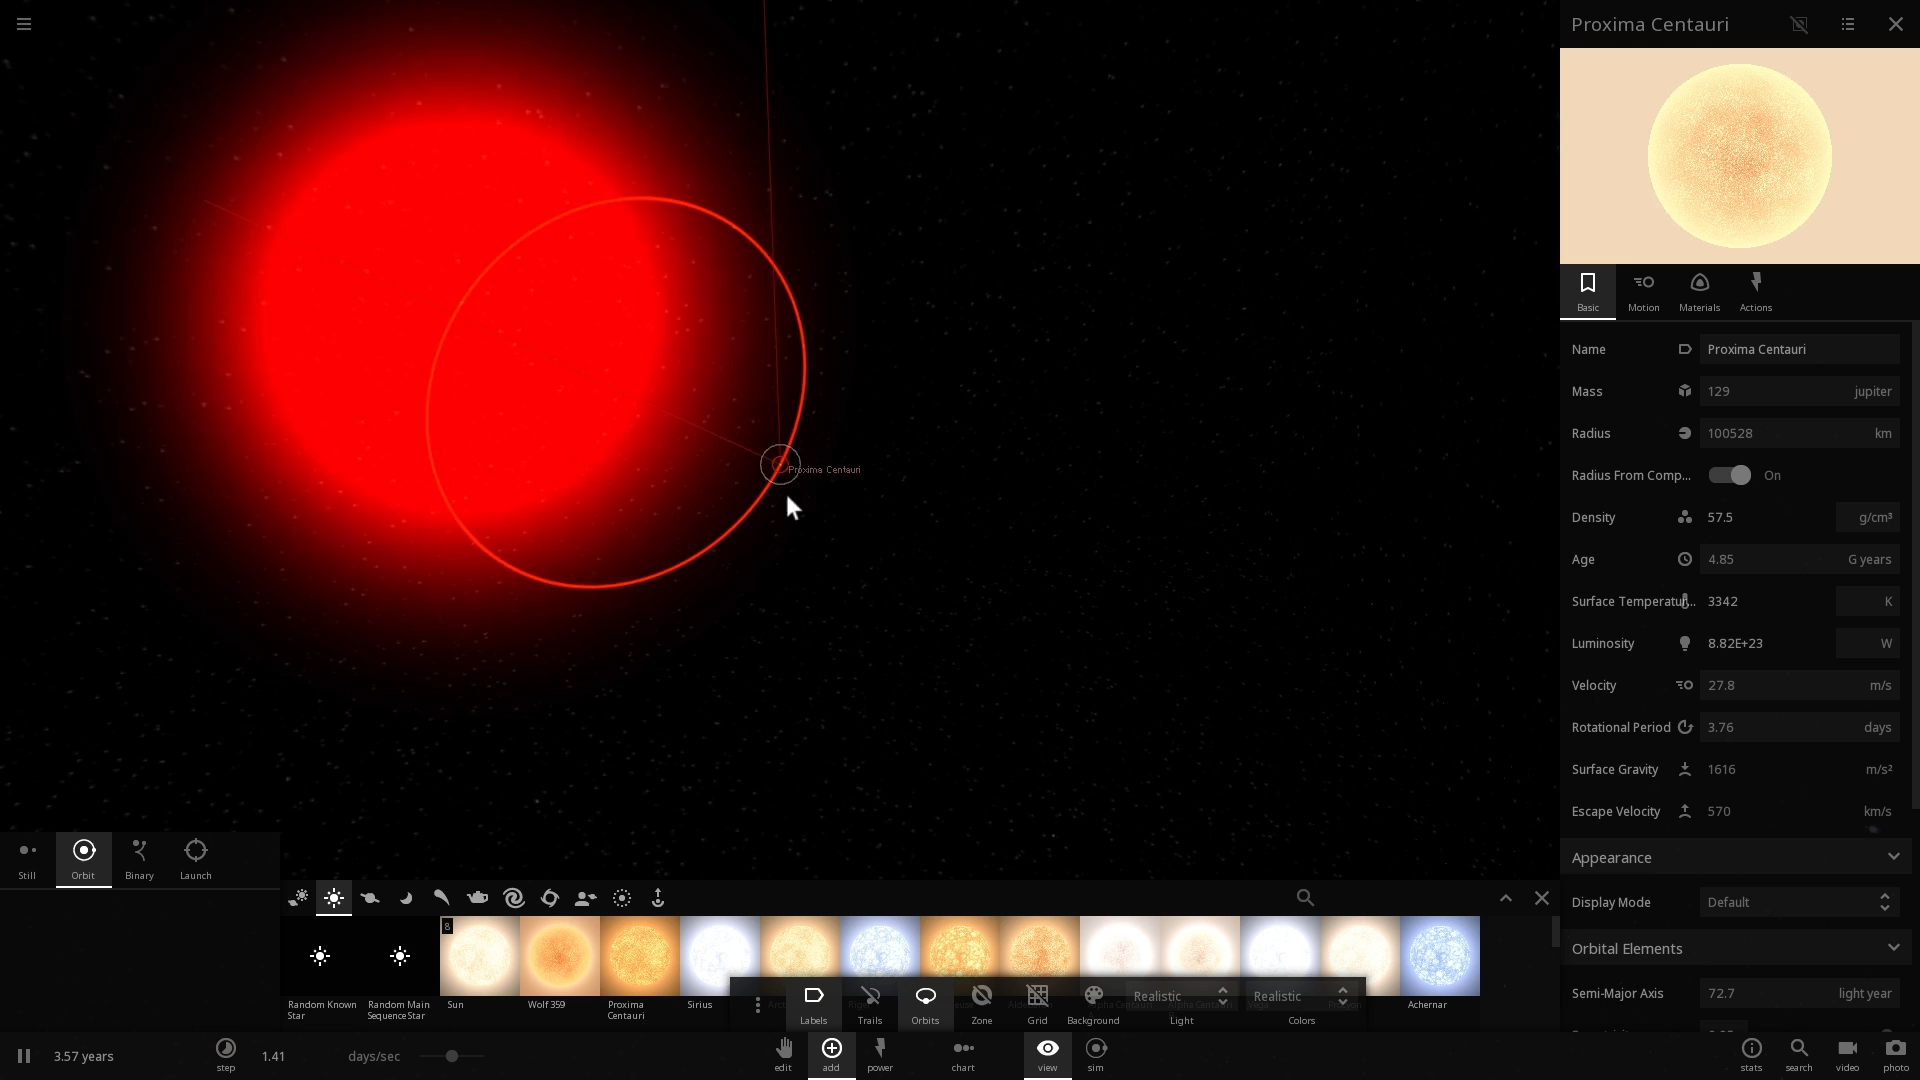 Proxima Centauri
Proxima Centauri
Basic
Motion
Materials
Actions
Name
Proxima Centauri
Mass
129
jupiter
Radius
100528
km
Radius From Comp...
On
Density
57.5
g/cm³
Age
4.85
G years
Surface Temperatur...
3342
K
Luminosity
8.82E+23
W
Velocity
27.8
m/s
Rotational Period
3.76
days
Surface Gravity
1616
m/s²
Escape Velocity
570
km/s
Appearance
Display Mode
Default
Orbital Elements
Semi-Major Axis
72.7
light year
Still
Orbit
Binary
Launch
8
Random Known
Star
Random Main
Sequence Star
Sun
Wolf 359
Proxima
Centauri
Sirius
Achernar
Labels
Trails
Orbits
Zone
Grid
Background
Realistic
Light
Realistic
Colors
3.57 years
step
1.41
days/sec
edit
add
power
chart
view
sim
stats
search
video
photo